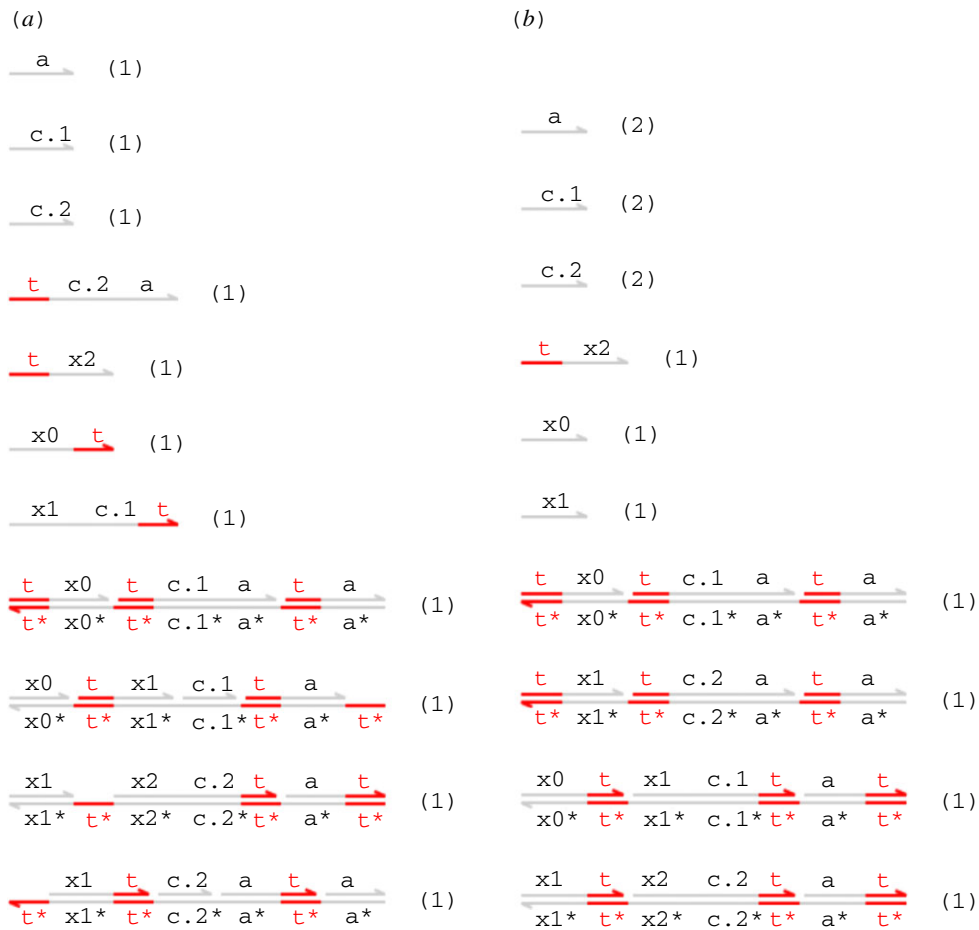 (a)
a (1)
c.1 (1)
c.2 (1)
t c.2 a (1)
t x2 (1)
x0 t (1)
x1 c.1 t (1)
t x0 t c.1 a t a
t* x0* t* c.1* a* t* a* (1)
x0 t x1 c.1 t a
x0* t* x1* c.1* t* a* t* (1)
x1 x2 c.2 t a t
x1* t* x2* c.2* t* a* t* (1)
x1 t c.2 a t a
t* x1* t* c.2* a* t* a* (1)
(b)
a (2)
c.1 (2)
c.2 (2)
t x2 (1)
x0 (1)
x1 (1)
t x0 t c.1 a t a
t* x0* t* c.1* a* t* a* (1)
t x1 t c.2 a t a
t* x1* t* c.2* a* t* a* (1)
x0 t x1 c.1 t a t
x0* t* x1* c.1* t* a* t* (1)
x1 t x2 c.2 t a t
x1* t* x2* c.2* t* a* t* (1)